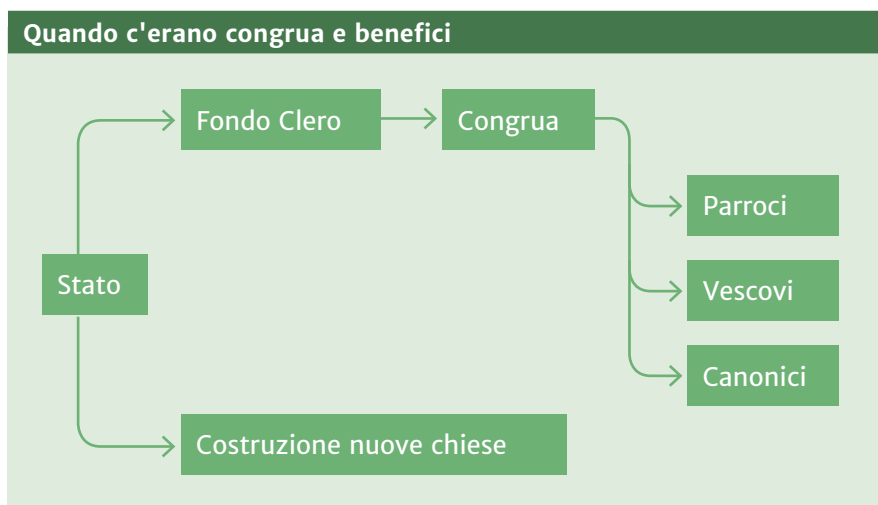 Quando c'erano congrua e benefici
Fondo Clero
Congrua
Parroci
Stato
Vescovi
Canonici
Costruzione nuove chiese